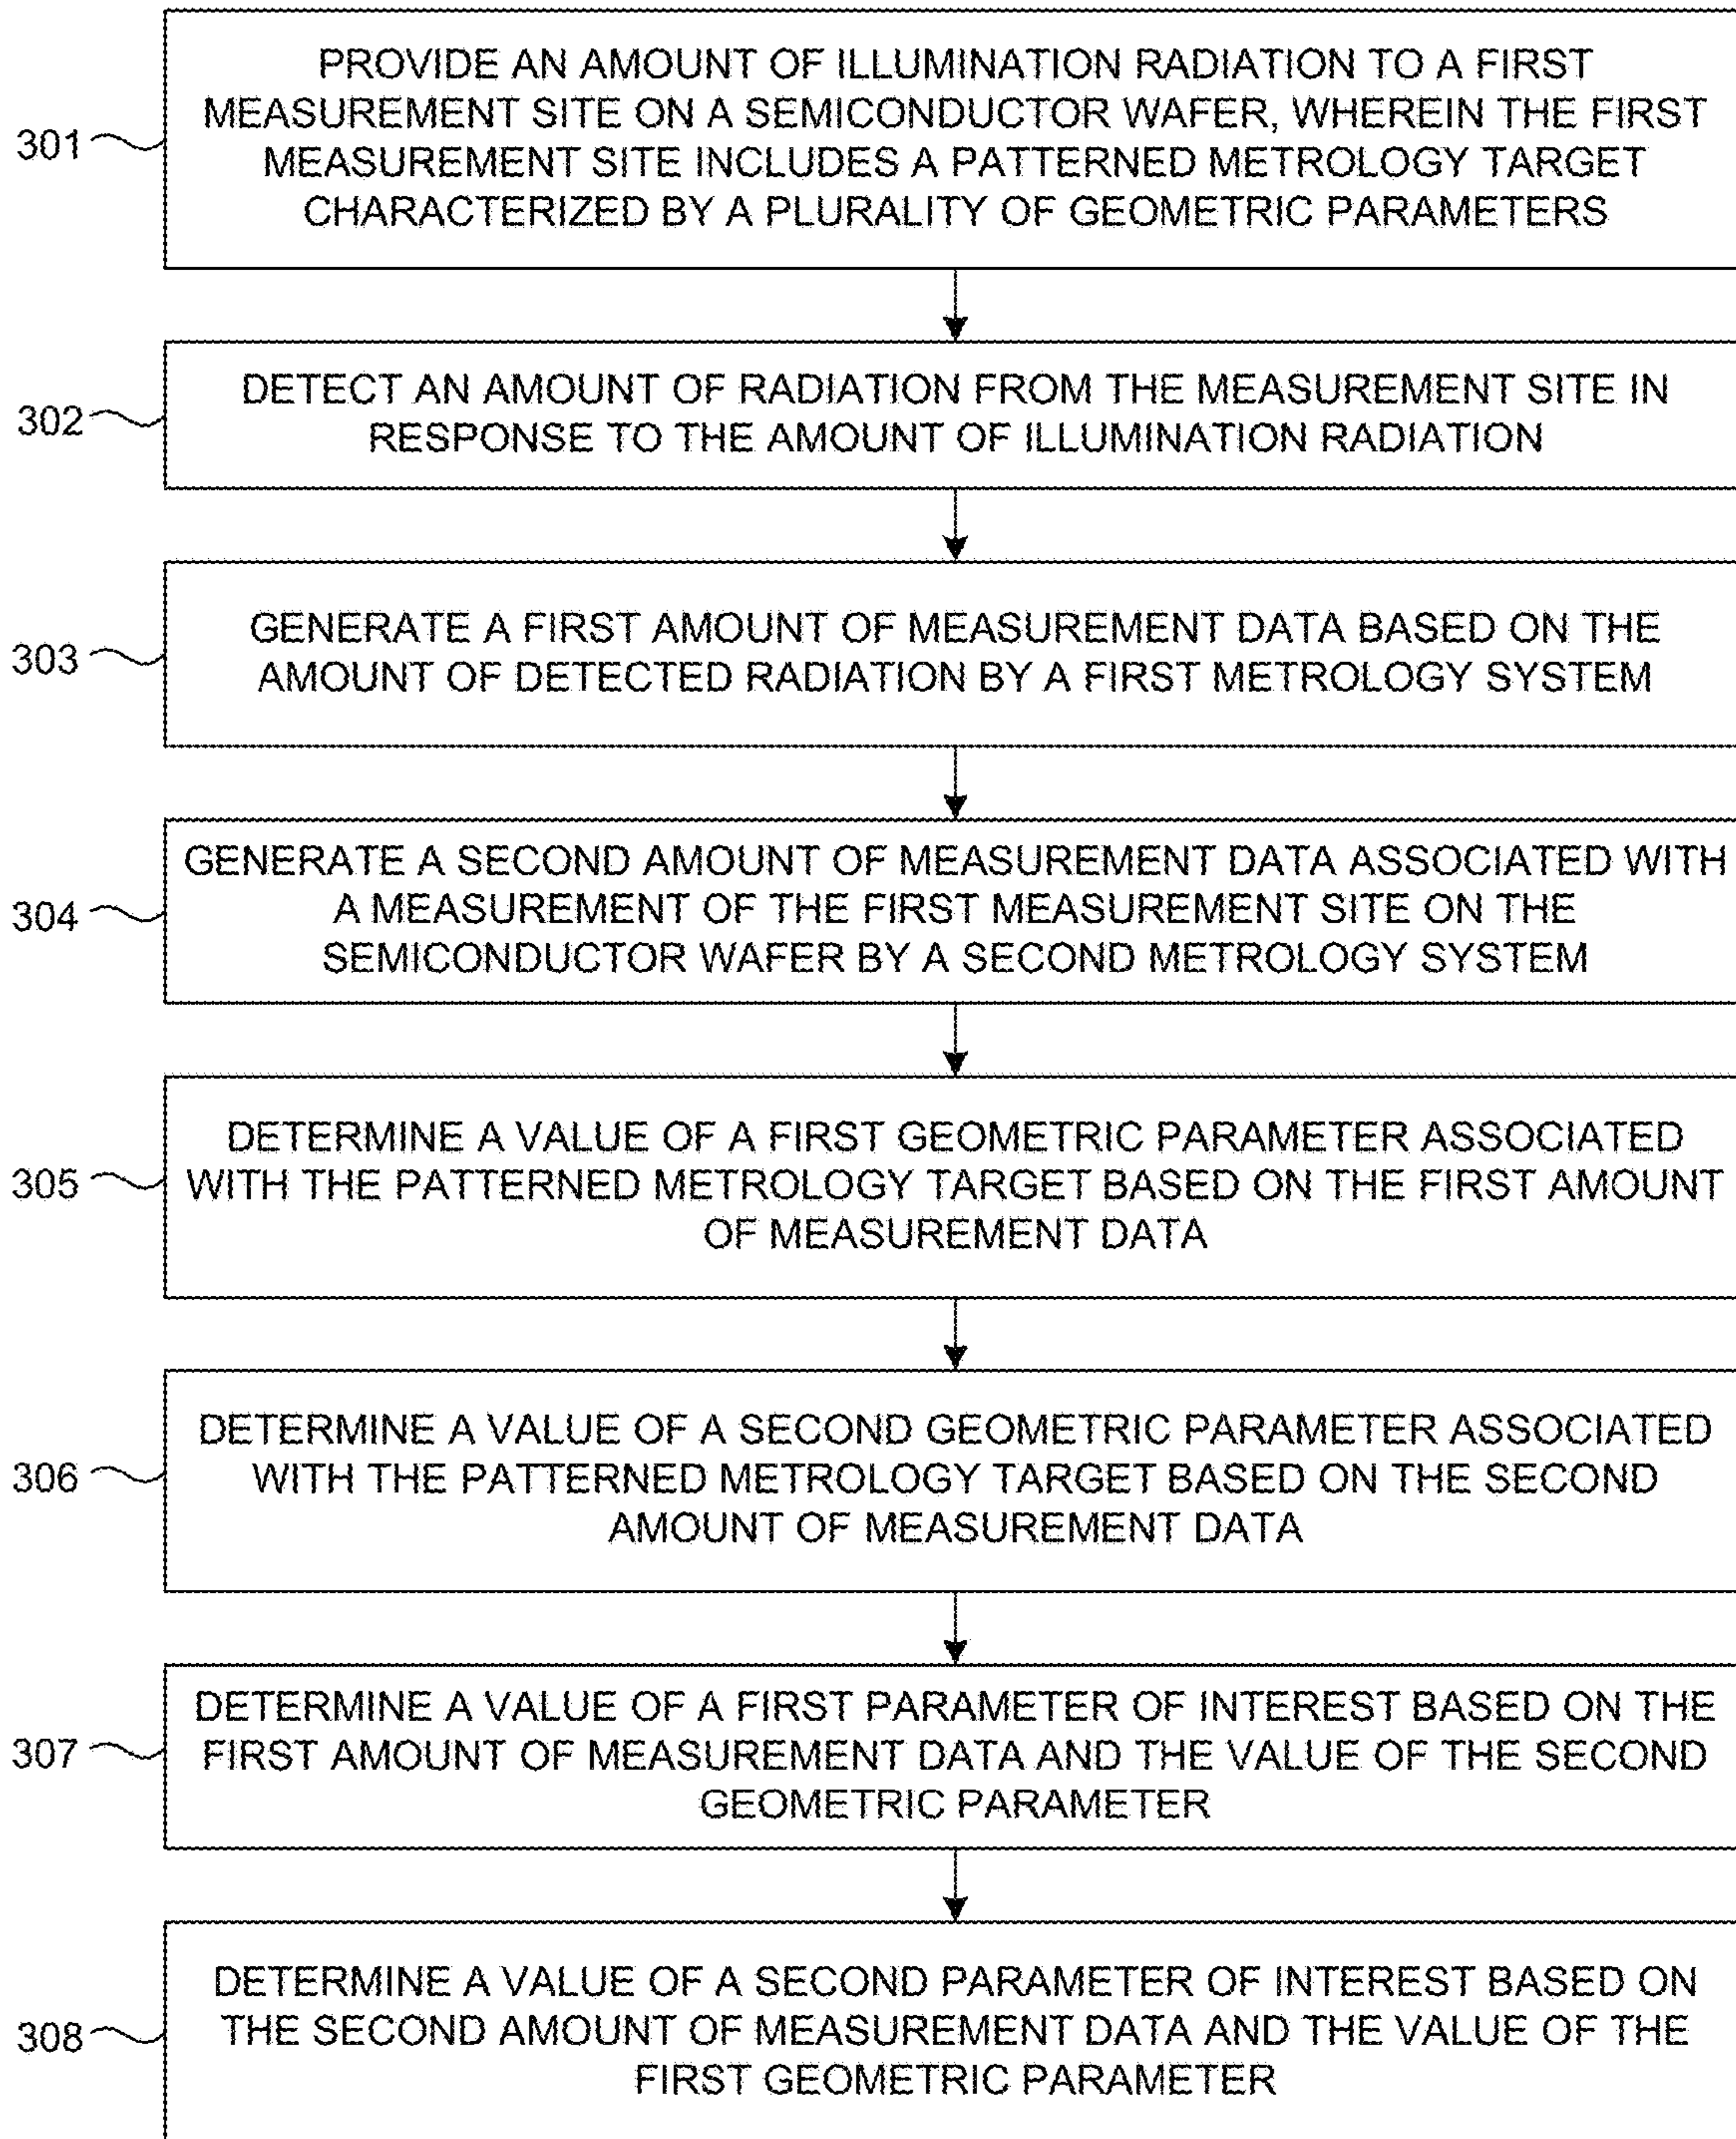 PROVIDE AN AMOUNT OF ILLUMINATION RADIATION TO A FIRST
MEASUREMENT SITE ON A SEMICONDUCTOR WAFER, WHEREIN THE FIRST
301
MEASUREMENT SITE INCLUDES A PATTERNED METROLOGY TARGET
CHARACTERIZED BY A PLURALITY OF GEOMETRIC PARAMETERS
DETECT AN AMOUNT OF RADIATION FROM THE MEASUREMENT SITE IN
302
RESPONSE TO THE AMOUNT OF ILLUMINATION RADIATION
GENERATE A FIRST AMOUNT OF MEASUREMENT DATA BASED ON THE
303
AMOUNT OF DETECTED RADIATION BY A FIRST METROLOGY SYSTEM
GENERATE A SECOND AMOUNT OF MEASUREMENT DATA ASSOCIATED WITH
304
A MEASUREMENT OF THE FIRST MEASUREMENT SITE ON THE
SEMICONDUCTOR WAFER BY A SECOND METROLOGY SYSTEM
DETERMINE A VALUE OF A FIRST GEOMETRIC PARAMETER ASSOCIATED
305
WITH THE PATTERNED METROLOGY TARGET BASED ON THE FIRST AMOUNT
OF MEASUREMENT DATA
DETERMINE A VALUE OF A SECOND GEOMETRIC PARAMETER ASSOCIATED
306
WITH THE PATTERNED METROLOGY TARGET BASED ON THE SECOND
AMOUNT OF MEASUREMENT DATA
DETERMINE A VALUE OF A FIRST PARAMETER OF INTEREST BASED ON THE
307
FIRST AMOUNT OF MEASUREMENT DATA AND THE VALUE OF THE SECOND
GEOMETRIC PARAMETER
DETERMINE A VALUE OF A SECOND PARAMETER OF INTEREST BASED ON
308
THE SECOND AMOUNT OF MEASUREMENT DATA AND THE VALUE OF THE
FIRST GEOMETRIC PARAMETER